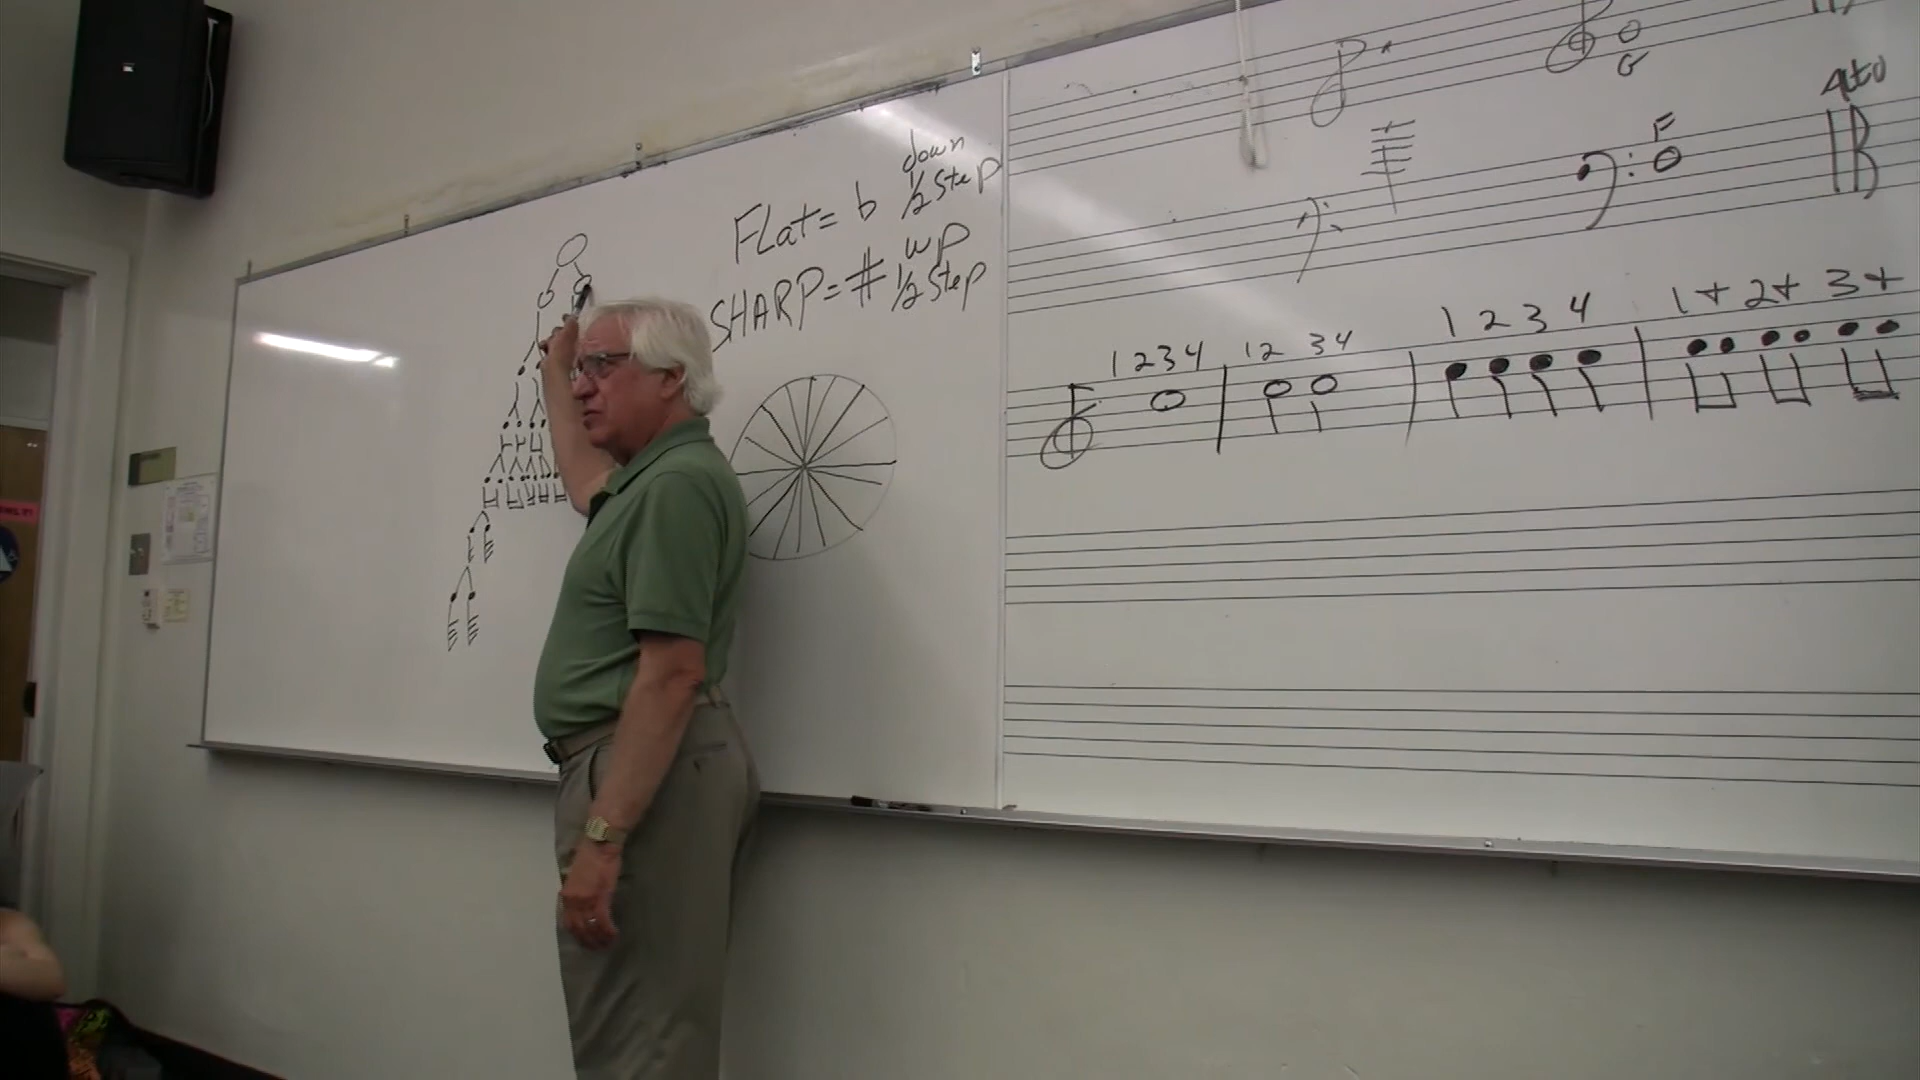 down
FLat = b 1/2 Step
up
SHARP = # 1/2 Step
G
Alto
F
1 2 3 4 1 2 3 4 1 2 3 4 1 + 2 + 3 +